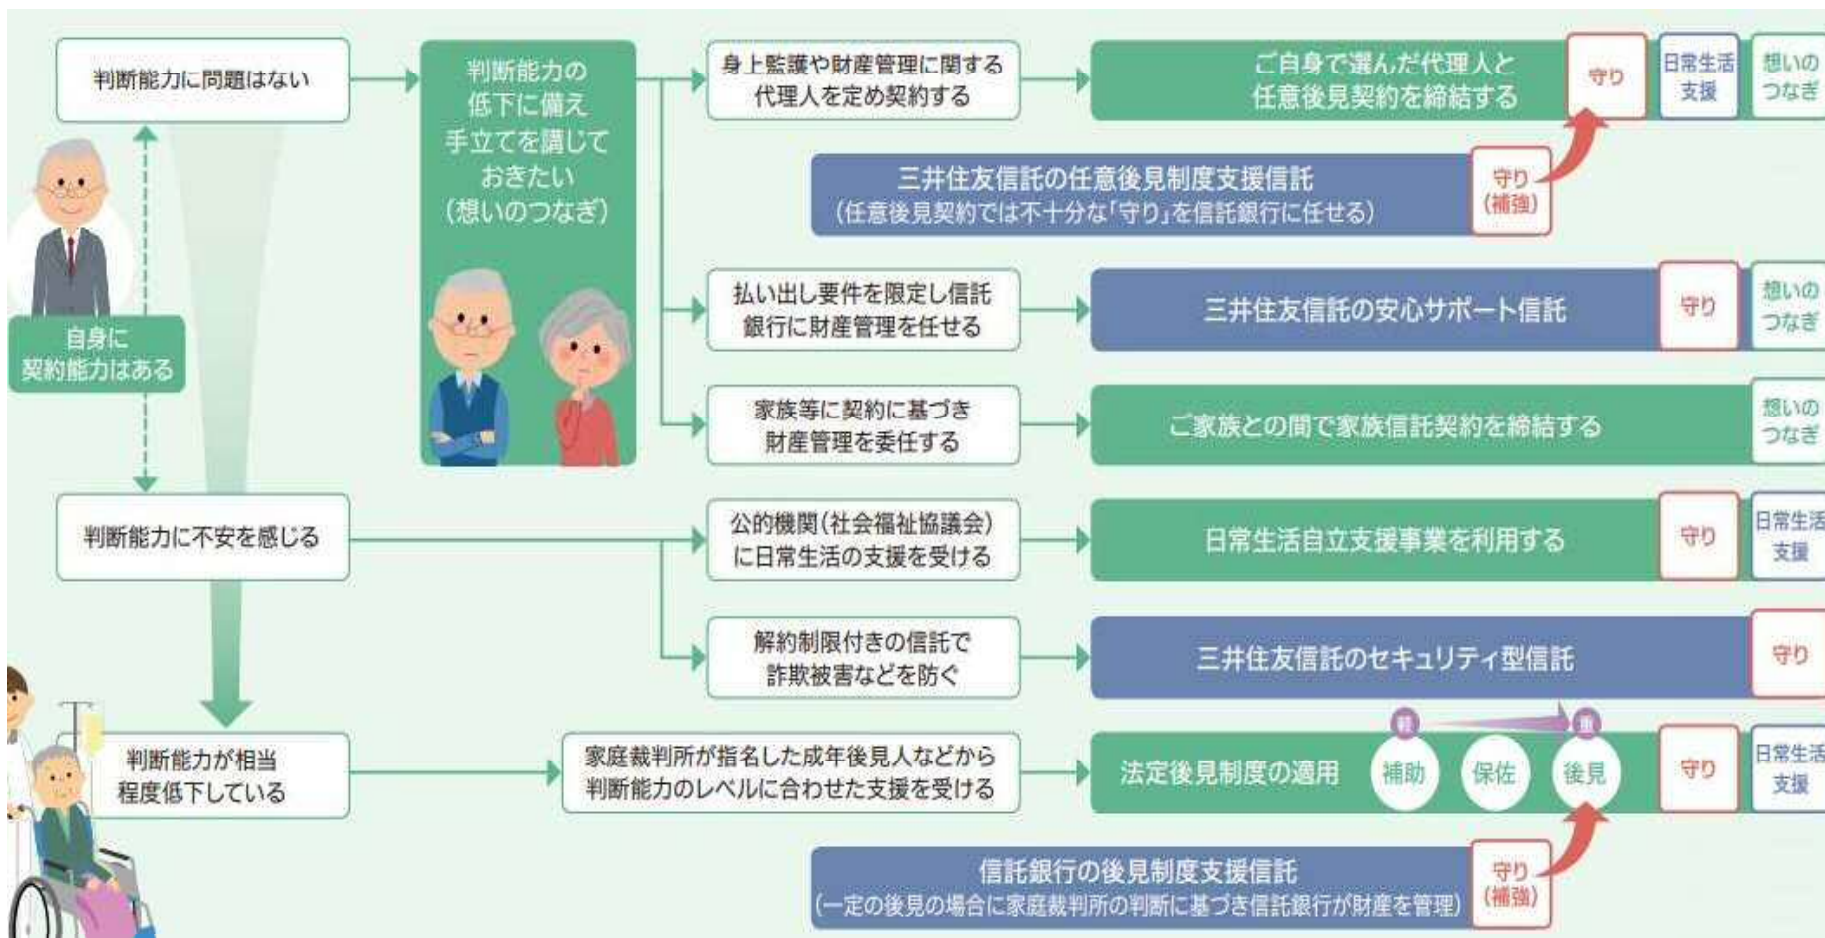 判断能力に問題はない
自身に
契約能力はある
判断能力に不安を感じる
判断能力が相当
程度低下している
判断能力の
低下に備え
手立てを講じて
おきたい
(想いのつなぎ)
身上監護や財産管理に関する
代理人を定め契約する
ご自身で選んだ代理人と
任意後見契約を締結する
守り
日常生活
支援
想いの
つなぎ
三井住友信託の任意後見制度支援信託
(任意後見契約では不十分な「守り」を信託銀行に任せる)
守り
(補強)
払い出し要件を限定し信託
銀行に財産管理を任せる
三井住友信託の安心サポート信託
守り
想いの
つなぎ
家族等に契約に基づき
財産管理を委任する
ご家族との間で家族信託契約を締結する
想いの
つなぎ
公的機関(社会福祉協議会)
に日常生活の支援を受ける
日常生活自立支援事業を利用する
守り
日常生活
支援
解約制限付きの信託で
詐欺被害などを防ぐ
三井住友信託のセキュリティ型信託
守り
家庭裁判所が指名した成年後見人などから
判断能力のレベルに合わせた支援を受ける
法定後見制度の適用
軽
重
補助
保佐
後見
守り
日常生活
支援
信託銀行の後見制度支援信託
(一定の後見の場合に家庭裁判所の判断に基づき信託銀行が財産を管理)
守り
(補強)